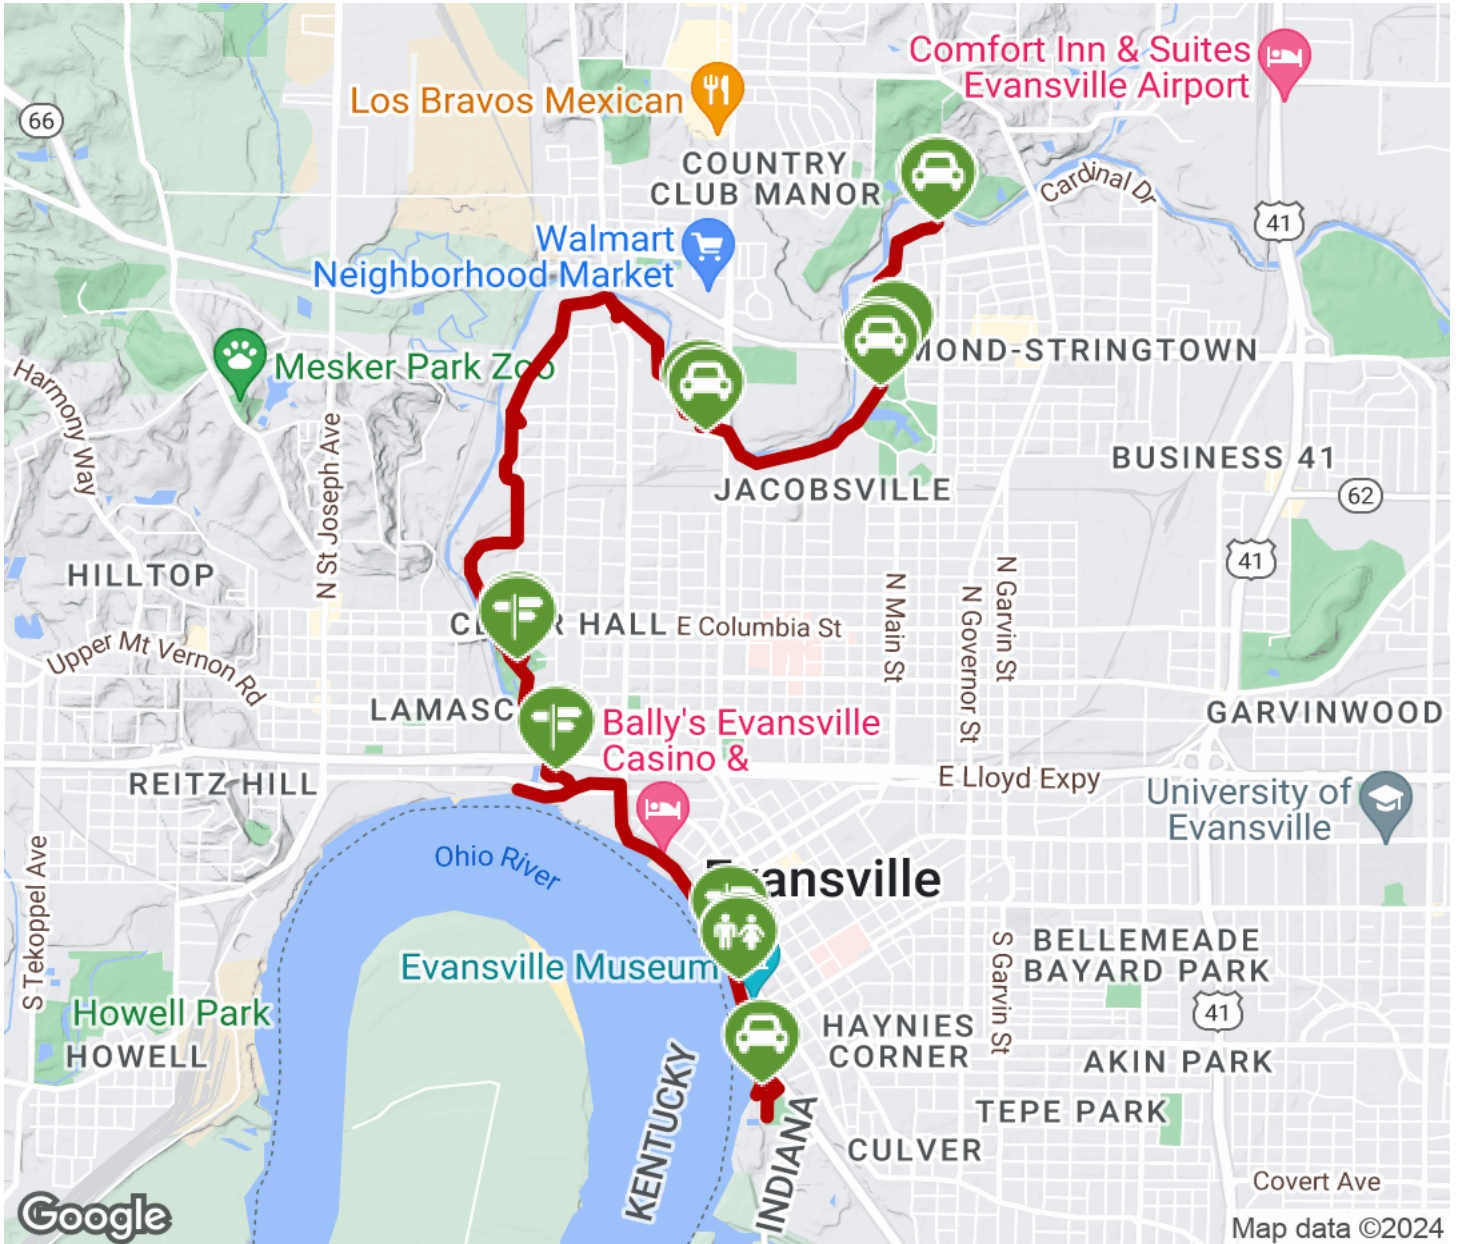 Comfort Inn & Suites
Evansville Airport
Los Bravos Mexican
66
COUNTRY
CLUB MANOR
Cardinal Dr
41
Walmart
Neighborhood Market
MOND-STRINGTOWN
Mesker Park Zoo
Harmony Way
N St Joseph Ave
BUSINESS 41
JACOBSVILLE
62
41
HILLTOP
N Main St
N Governor St
N Garvin St
HALL
E Columbia St
Upper Mt Vernon Rd
LAMASC
Bally's Evansville
Casino &
GARVINWOOD
REITZ HILL
E Lloyd Expy
University of
Evansville
Ohio River
Evansville
S Tekoppel Ave
Evansville Museum
S Garvin St
BELLEMEADE
BAYARD PARK
41
Howell Park
HOWELL
HAYNIES
CORNER
AKIN PARK
KENTUCKY
INDIANA
TEPE PARK
CULVER
Covert Ave
Google
Map data ©2024